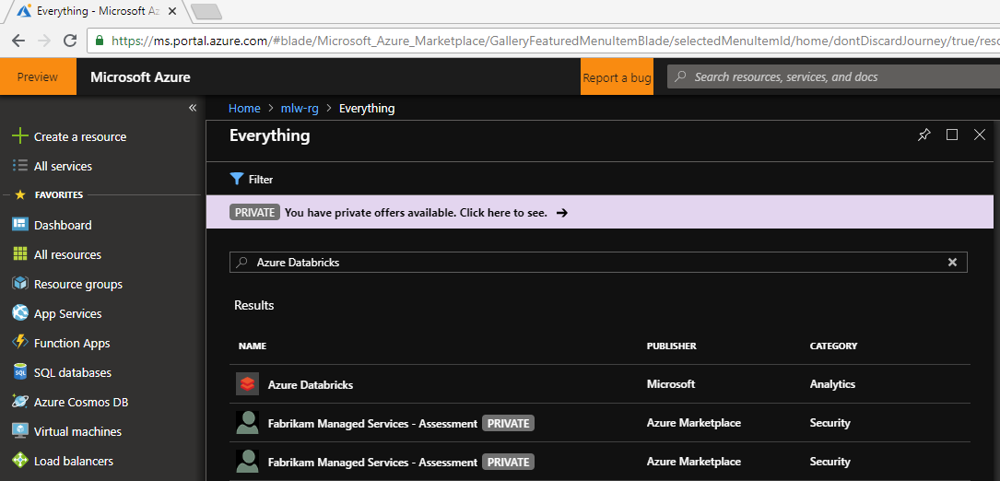 Everything - Microsoft Az
https://ms.portal.azure.com/#blade/Microsoft_Azure_Marketplace/GalleryFeaturedMenuItemBlade/selectedMenuItemId/home/dontDiscardJourney/true/reso
Preview
Microsoft Azure
Report a bug
Search resources, services, and docs
«
Home > mlw-rg > Everything
Create a resource
All services
FAVORITES
Dashboard
All resources
Resource groups
App Services
Function Apps
SQL databases
Azure Cosmos DB
Virtual machines
Load balancers
Everything
Filter
PRIVATE You have private offers available. Click here to see. →
Azure Databricks
Results
NAME PUBLISHER CATEGORY
Azure Databricks Microsoft Analytics
Fabrikam Managed Services - Assessment PRIVATE Azure Marketplace Security
Fabrikam Managed Services - Assessment PRIVATE Azure Marketplace Security